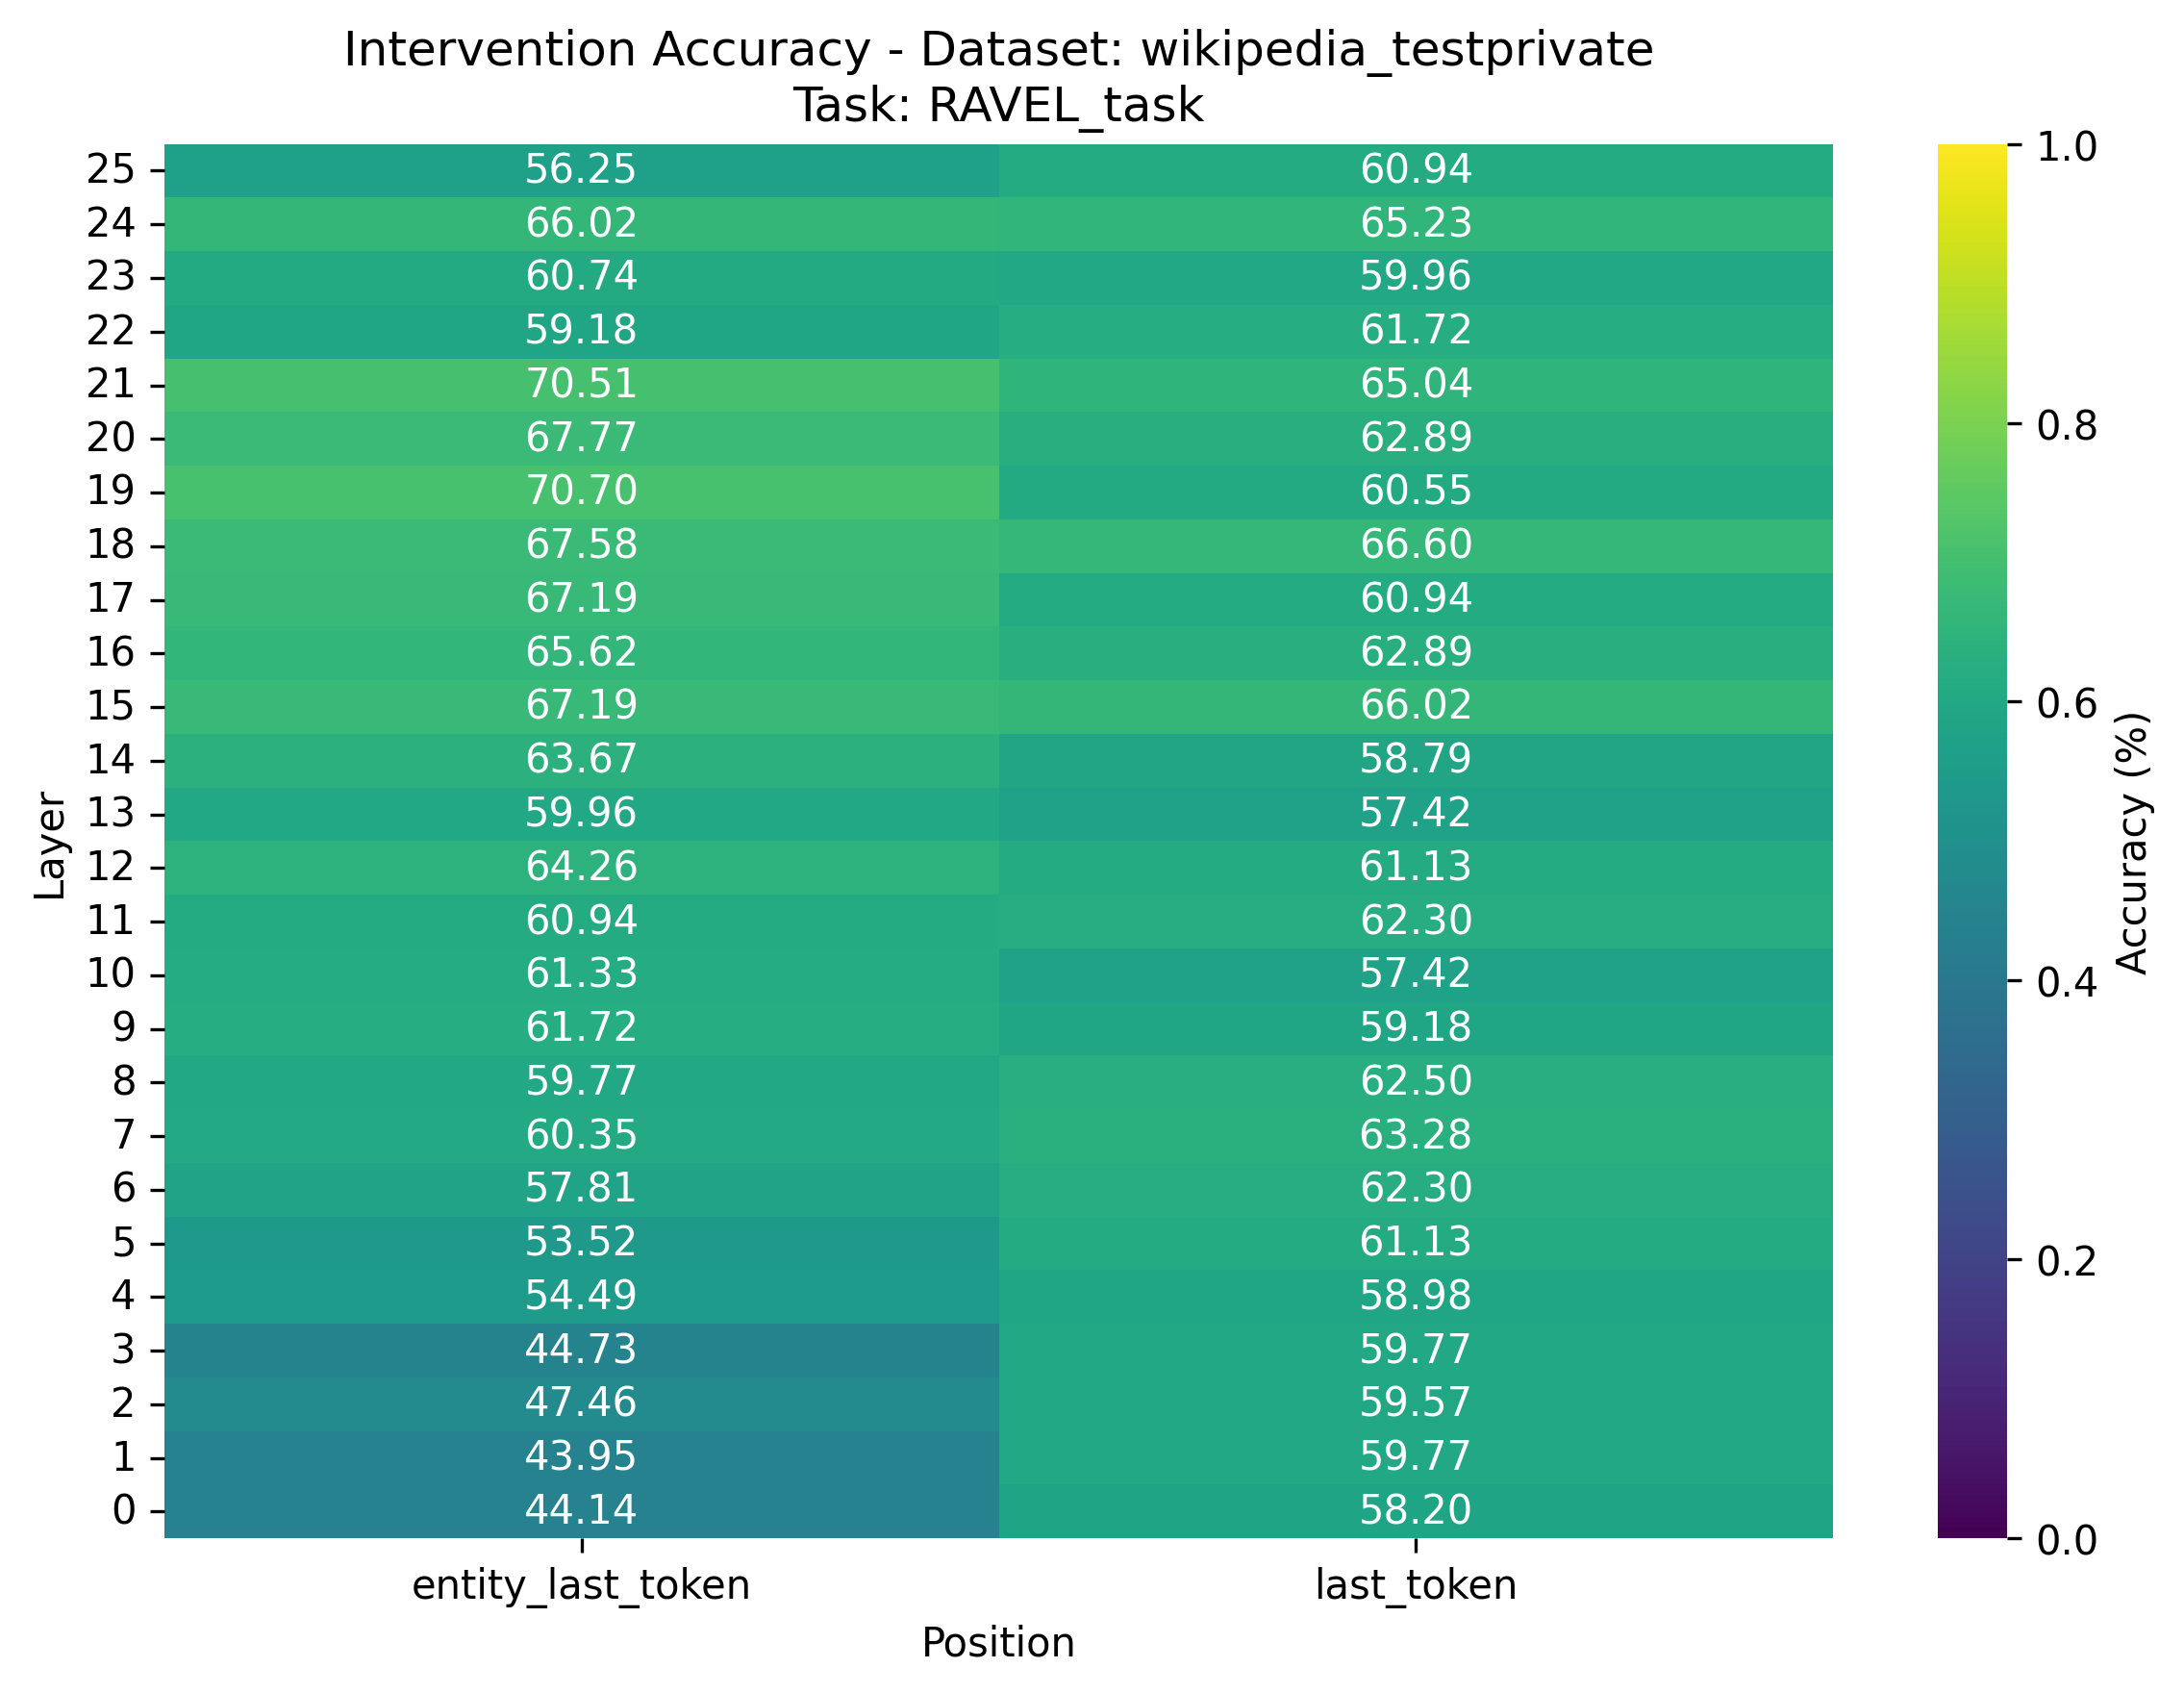 Intervention Accuracy - Dataset: wikipedia_testprivate
Task: RAVEL_task
25 56.25 60.94
24 66.02 65.23
23 60.74 59.96
22 59.18 61.72
21 70.51 65.04
20 67.77 62.89
19 70.70 60.55
18 67.58 66.60
17 67.19 60.94
16 65.62 62.89
15 67.19 66.02
14 63.67 58.79
13 59.96 57.42
12 64.26 61.13
11 60.94 62.30
10 61.33 57.42
9 61.72 59.18
8 59.77 62.50
7 60.35 63.28
6 57.81 62.30
5 53.52 61.13
4 54.49 58.98
3 44.73 59.77
2 47.46 59.57
1 43.95 59.77
0 44.14 58.20
Layer
entity_last_token last_token
Position
1.0
0.8
0.6
0.4
0.2
0.0
Accuracy (%)